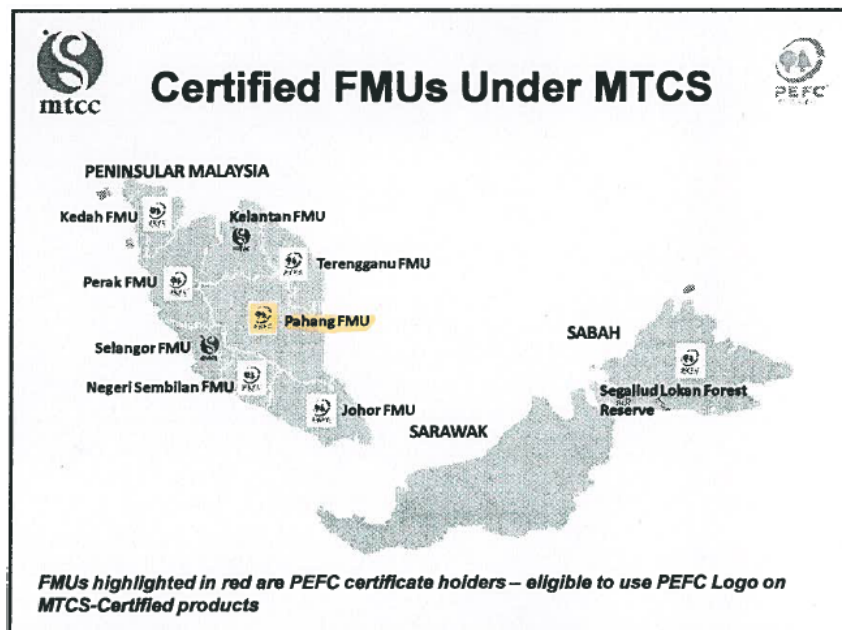 mtcc
Certified FMUs Under MTCS
PEFC
PENINSULAR MALAYSIA
Kedah FMU
Kelantan FMU
Terengganu FMU
Perak FMU
Pahang FMU
SABAH
Selangor FMU
Segaliud Lokan Forest
Reserve
Negeri Sembilan FMU
Johor FMU
SARAWAK
FMUs highlighted in red are PEFC certificate holders – eligible to use PEFC Logo on
MTCS-Certified products